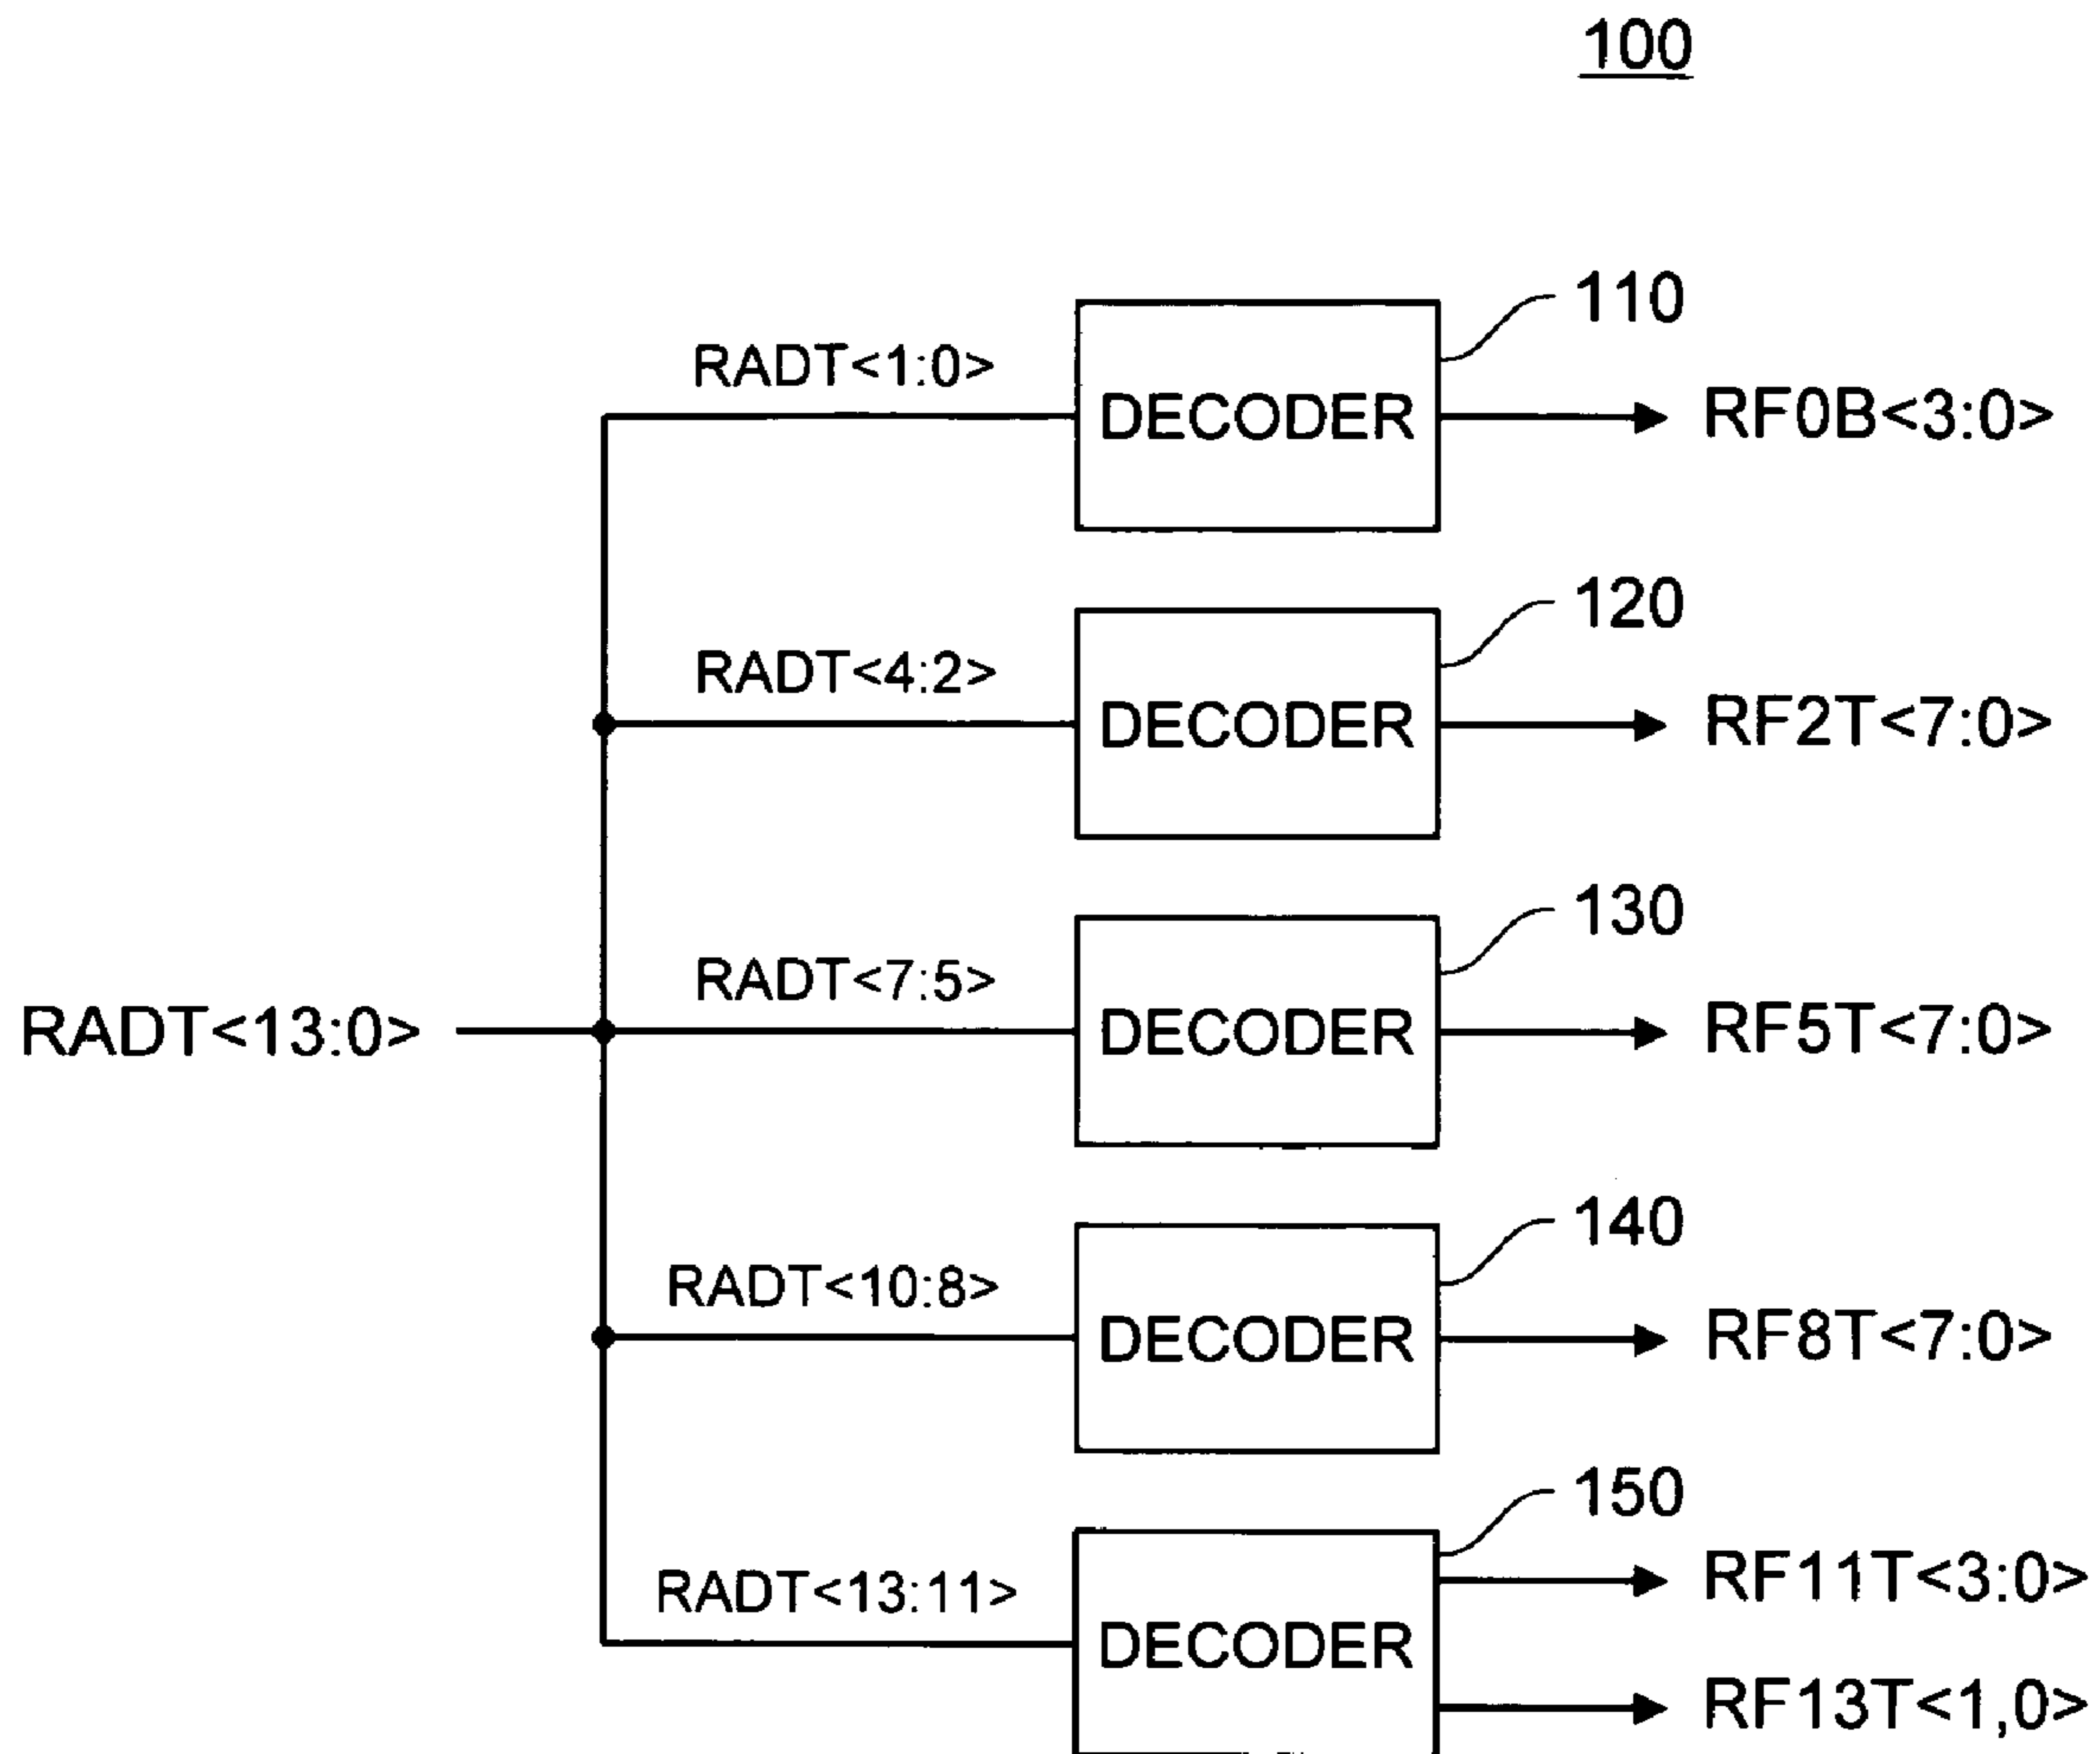 100
110
RADT<1:0>
DECODER
RF0B<3:0>
120
RADT<4:2>
DECODER
RF2T<7:0>
130
RADT<7:5>
RADT<13:0>
DECODER
RF5T<7:0>
140
RADT<10:8>
DECODER
RF8T<7:0>
150
RADT<13:11>
DECODER
RF11T<3:0>
RF13T<1,0>